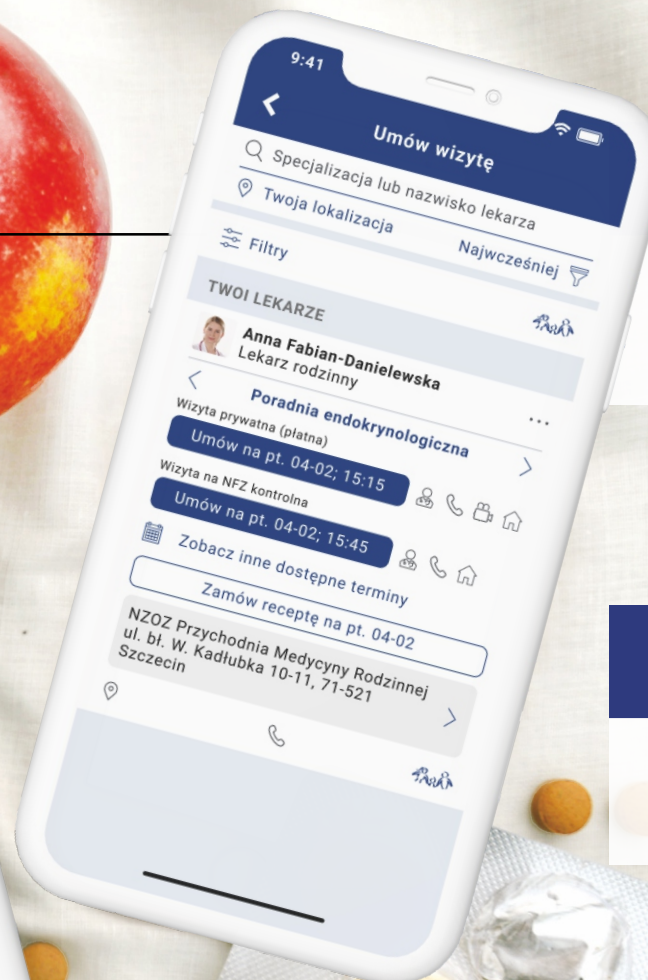 9:41
Umów wizytę
Specjalizacja lub nazwisko lekarza
Twoja lokalizacja
Najwcześniej
Filtry
TWOI LEKARZE
Anna Fabian-Danielewska
Lekarz rodzinny
...
Poradnia endokrynologiczna
Wizyta prywatna (płatna)
Umów na pt. 04-02; 15:15
Wizyta na NFZ kontrolna
Umów na pt. 04-02; 15:45
Zobacz inne dostępne terminy
Zamów receptę na pt. 04-02
NZOZ Przychodnia Medycyny Rodzinnej
ul. bł. W. Kadłubka 10-11, 71-521
Szczecin